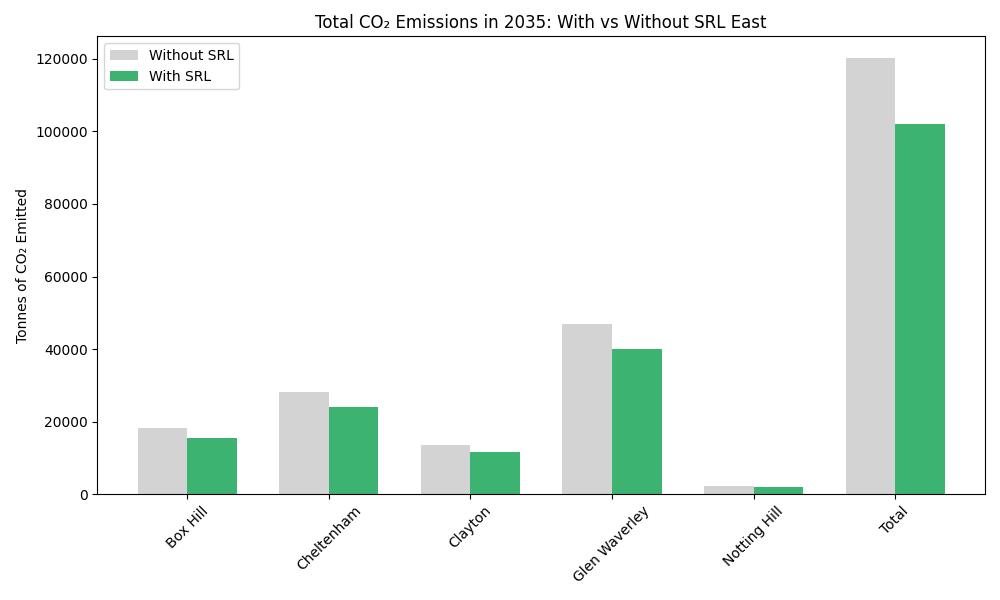 Total CO₂ Emissions in 2035: With vs Without SRL East
Without SRL
With SRL
Tonnes of CO₂ Emitted
120000
100000
80000
60000
40000
20000
0
Box Hill
Cheltenham
Clayton
Glen Waverley
Notting Hill
Total